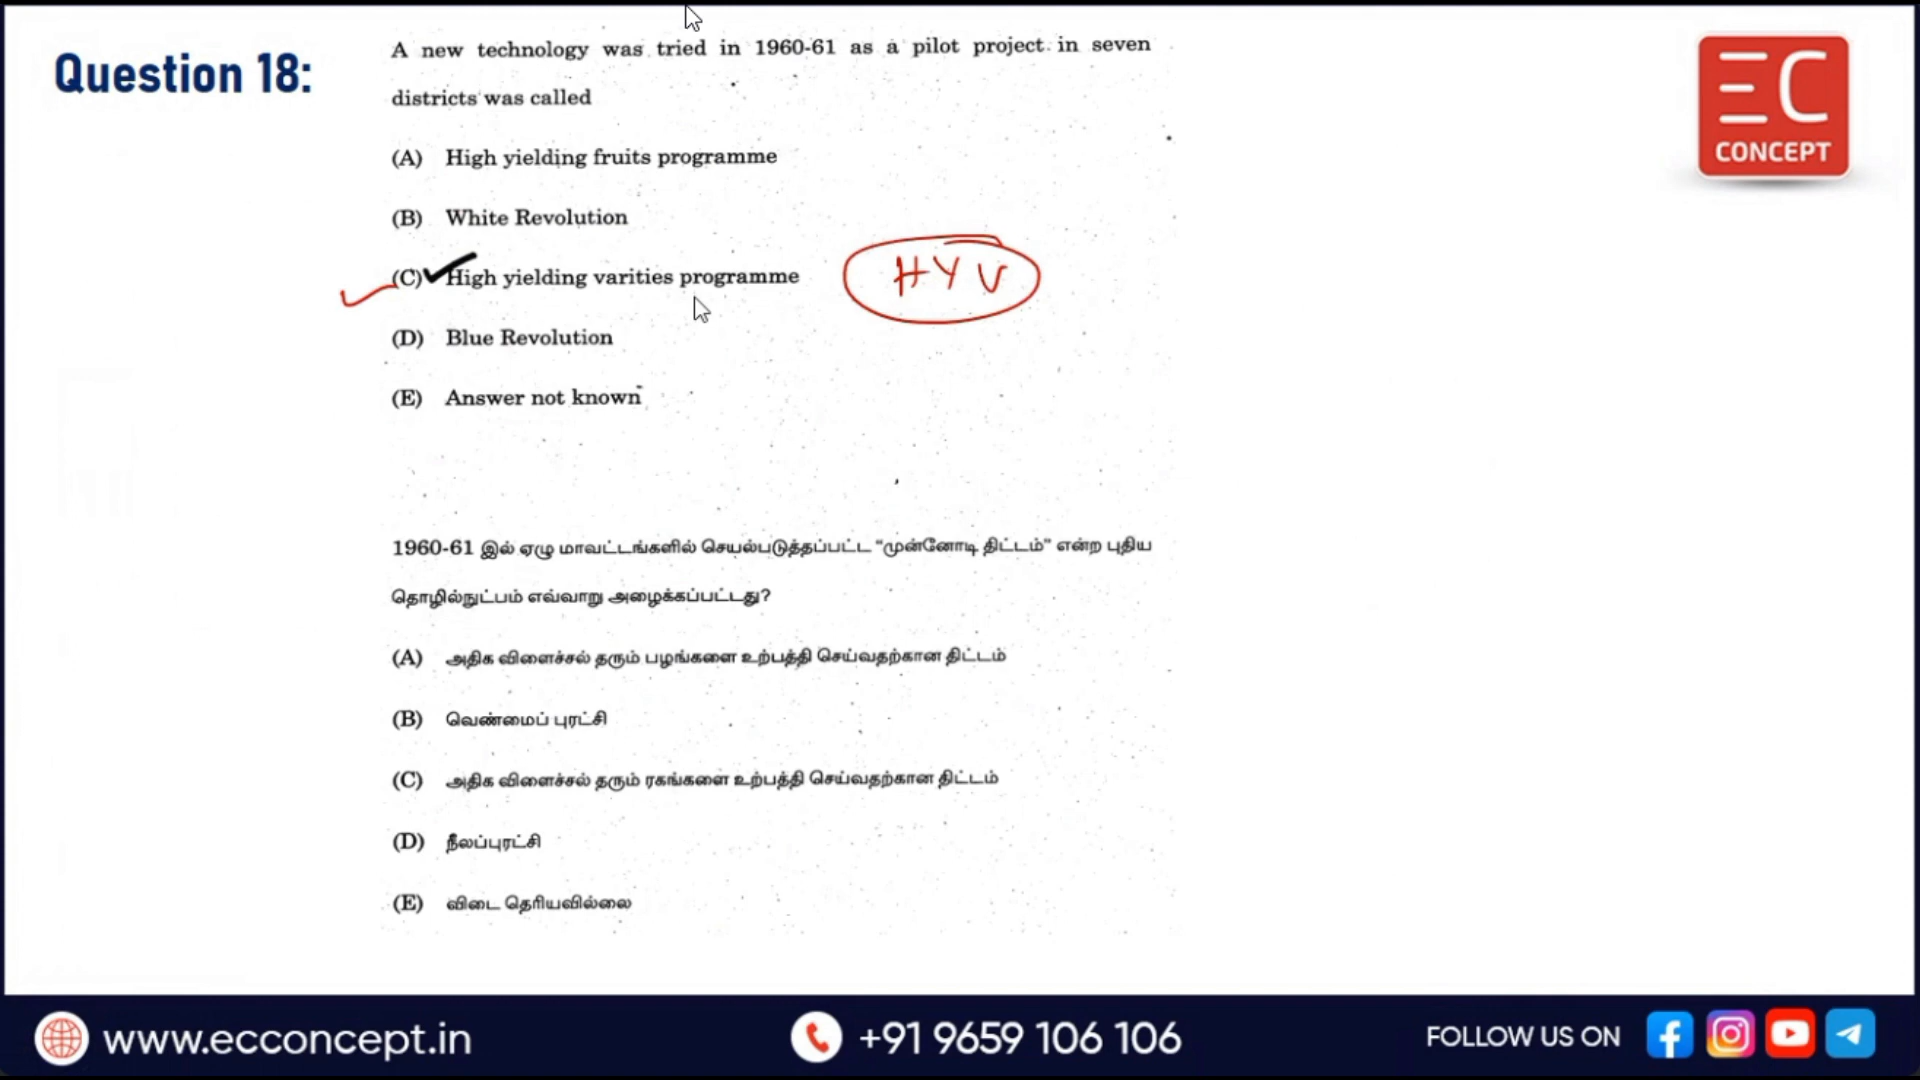 Question 18:
A new technology was tried in 1960-61 as a pilot project in seven
districts was called
(A) High yielding fruits programme
(B) White Revolution
(C) High yielding varities programme
HYV
(D) Blue Revolution
(E) Answer not known
1960-61 இல் ஏழு மாவட்டங்களில் செயல்படுத்தப்பட்ட "முன்னோடி திட்டம்" என்ற புதிய
தொழில்நுட்பம் எவ்வாறு அழைக்கப்பட்டது?
(A) அதிக விளைச்சல் தரும் பழங்களை உற்பத்தி செய்வதற்கான திட்டம்
(B) வெண்மைப் புரட்சி
(C) அதிக விளைச்சல் தரும் ரகங்களை உற்பத்தி செய்வதற்கான திட்டம்
(D) நீலப்புரட்சி
(E) விடை தெரியவில்லை
EC
CONCEPT
www.ecconcept.in
+91 9659 106 106
FOLLOW US ON